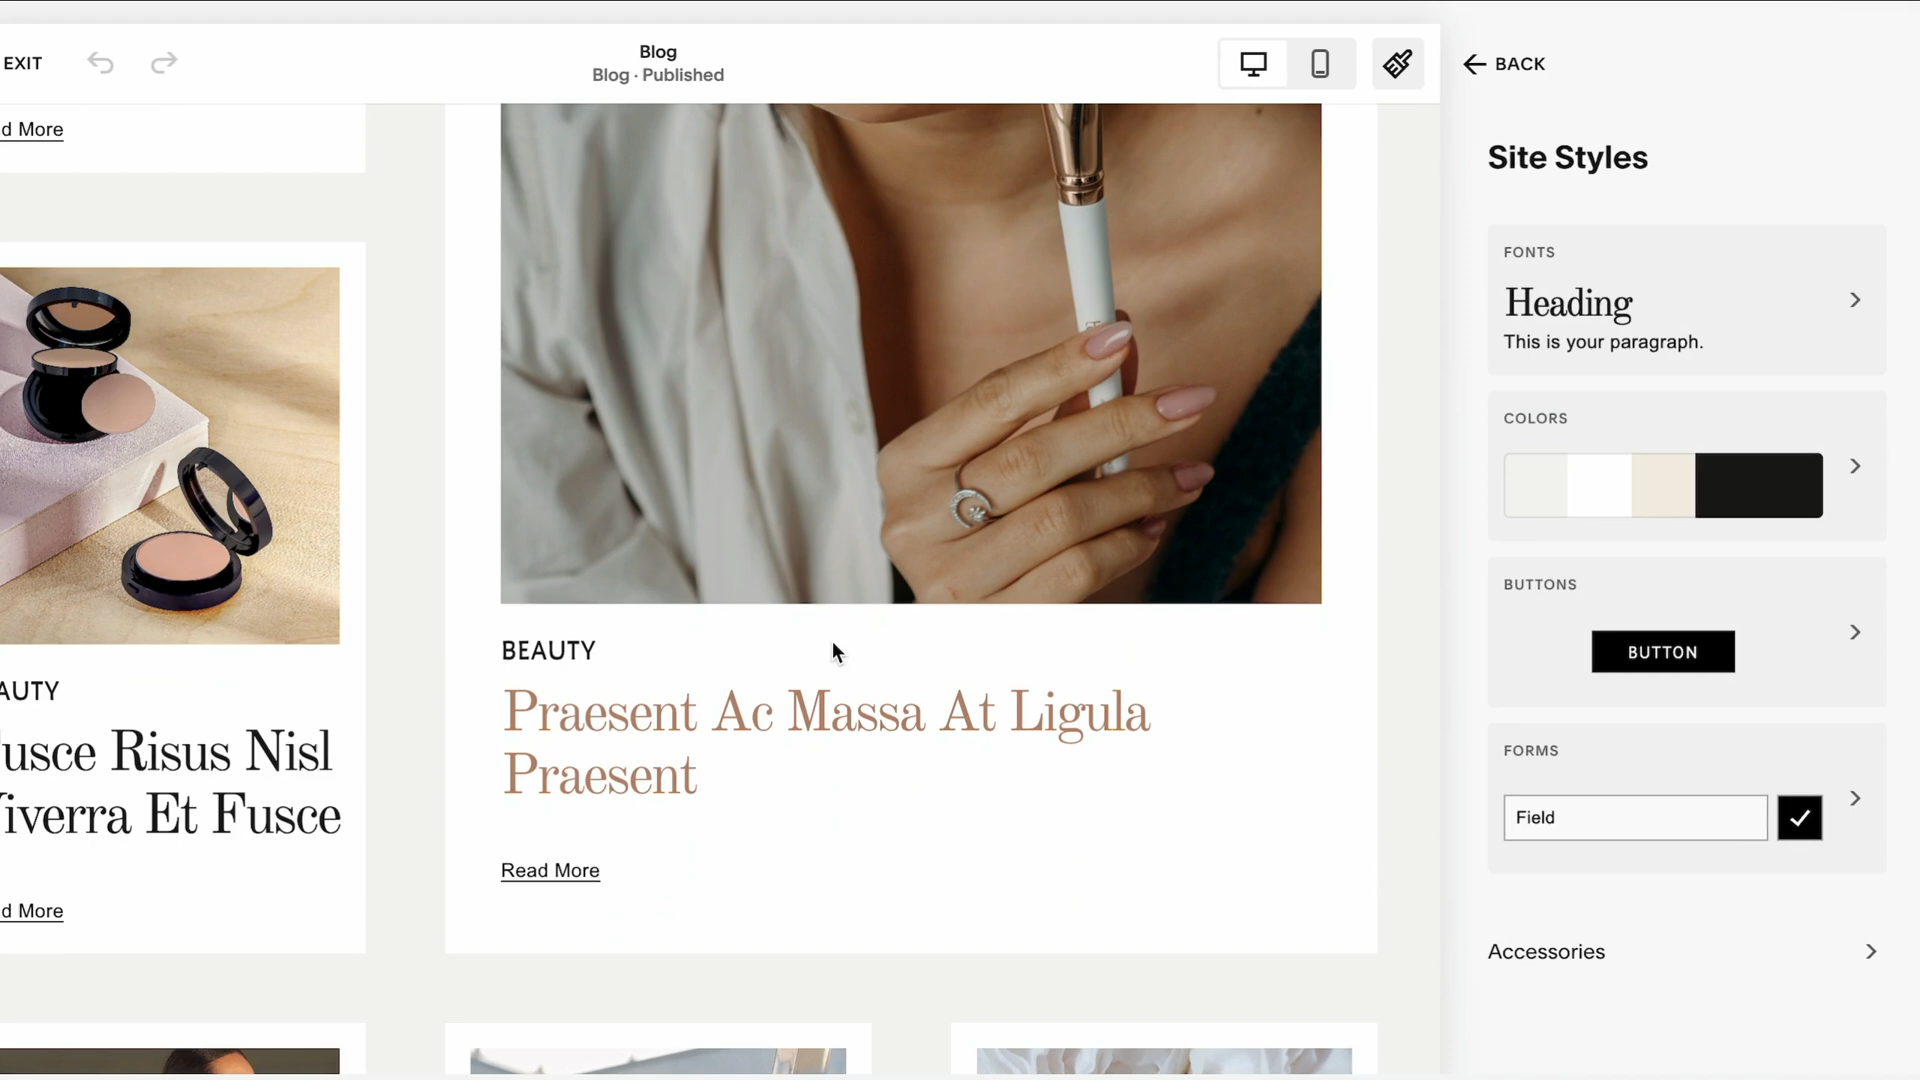 EXIT
Blog
Blog · Published
BACK
d More
AUTY
usce Risus Nisl
iverra Et Fusce
d More
BEAUTY
Praesent Ac Massa At Ligula
Praesent
Read More
Site Styles
FONTS
Heading
This is your paragraph.
COLORS
BUTTONS
BUTTON
FORMS
Field
Accessories